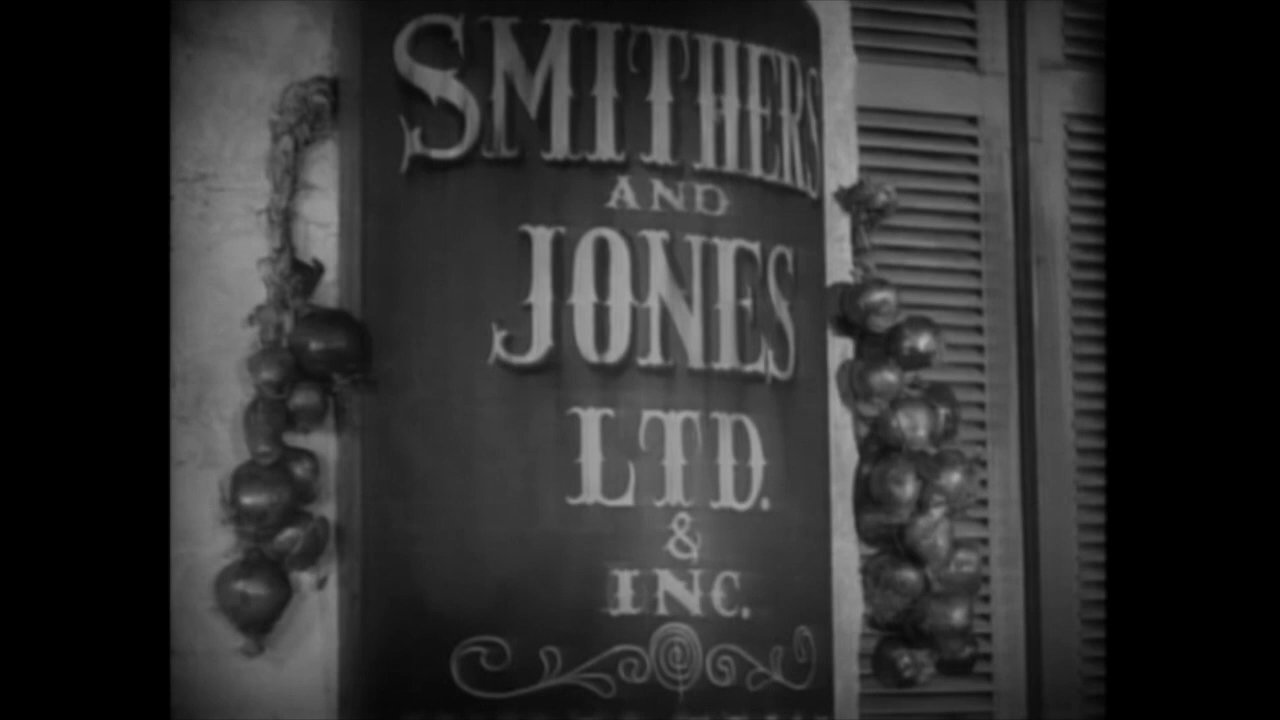 SMITHERS
AND
JONES
LTD.
&
INC.